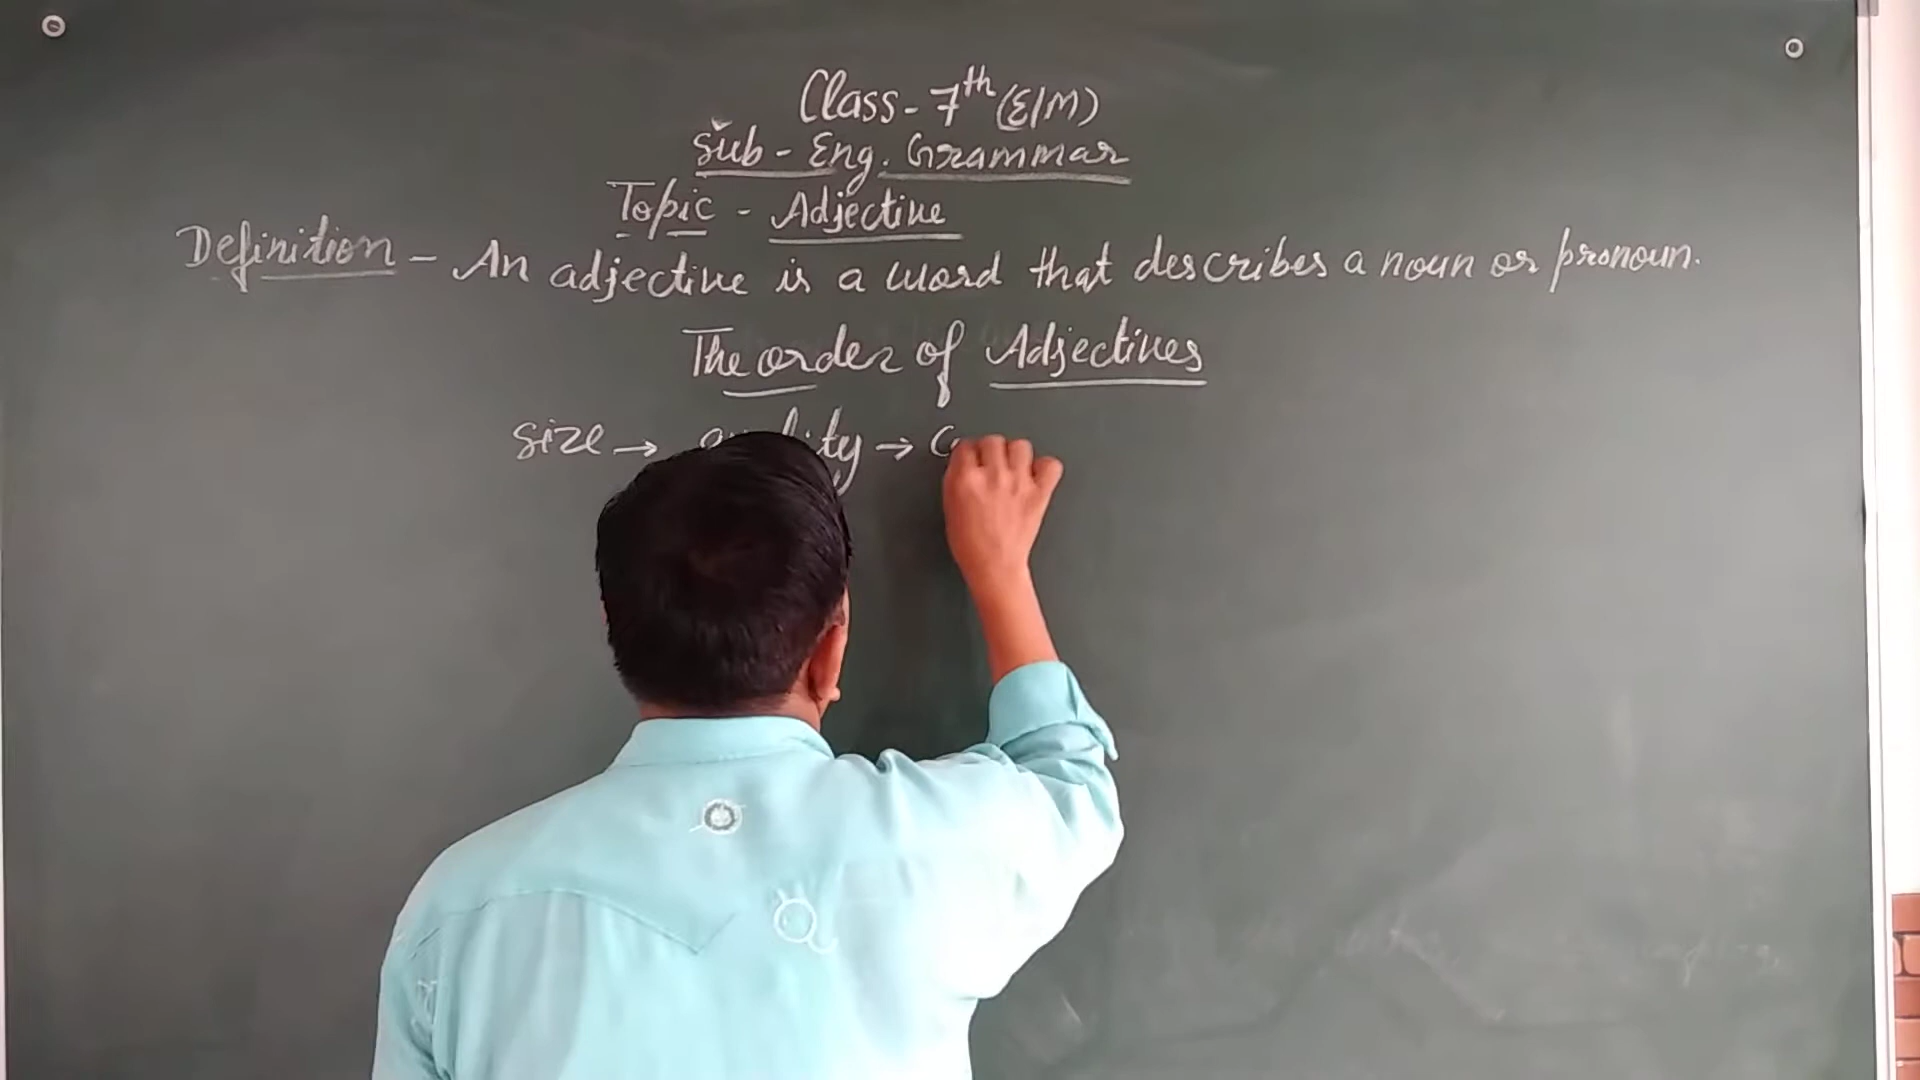 Class - 7th (E/M)
Sub - Eng. Grammar
Topic - Adjective
Definition - An adjective is a word that describes a noun or pronoun.
The order of Adjectives
size → quality →